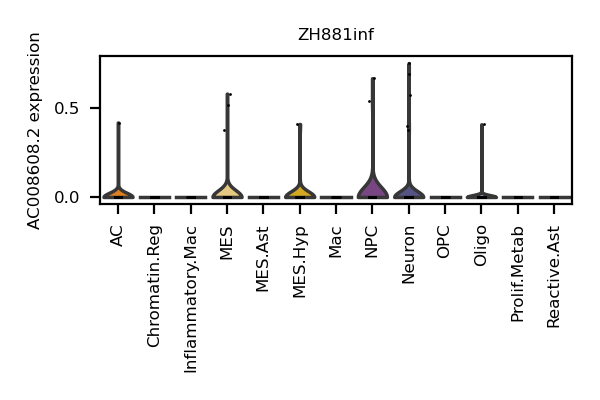 ZH881inf
AC008608.2 expression
0.5
0.0
AC
Chromatin.Reg
Inflammatory.Mac
MES
MES.Ast
MES.Hyp
Mac
NPC
Neuron
OPC
Oligo
Prolif.Metab
Reactive.Ast